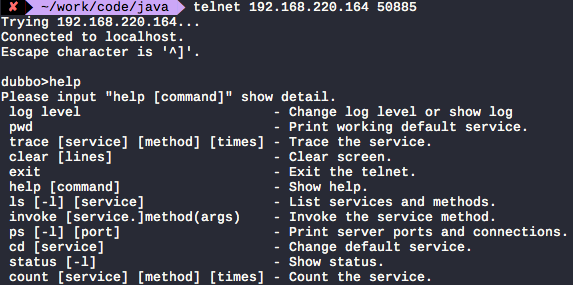 ✘ ~/work/code/java telnet 192.168.220.164 50885
Trying 192.168.220.164...
Connected to localhost.
Escape character is '^]'.
dubbo>help
Please input "help [command]" show detail.
log level - Change log level or show log
pwd - Print working default service.
trace [service] [method] [times] - Trace the service.
clear [lines] - Clear screen.
exit - Exit the telnet.
help [command] - Show help.
ls [-l] [service] - List services and methods.
invoke [service.]method(args) - Invoke the service method.
ps [-l] [port] - Print server ports and connections.
cd [service] - Change default service.
status [-l] - Show status.
count [service] [method] [times] - Count the service.